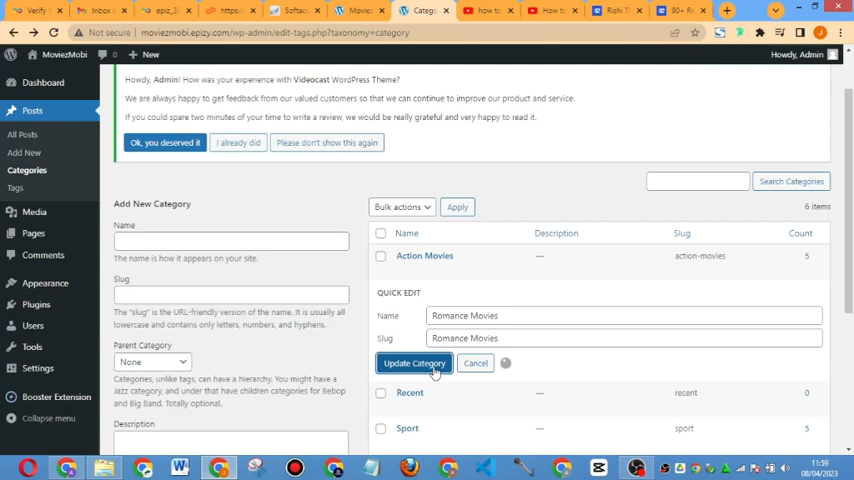 Verify \
Inbox
epiz_3
https:/
Softac
Movie
Catego
how to
How to
Rishi T
90+ R
Not secure moviezmobi.epizy.com/wp-admin/edit-tags.php?taxonomy=category
MoviezMobi 0 + New Howdy, Admin
Dashboard
Posts
All Posts
Add New
Categories
Tags
Media
Pages
Comments
Appearance
Plugins
Users
Tools
Settings
Booster Extension
Collapse menu
Howdy, Admin! How was your experience with Videocast WordPress Theme?
We are always happy to get feedback from our valued customers so that we can continue to improve our product and service.
If you could spare two minutes of your time to write a review, we would be really grateful and very happy to read it.
Ok, you deserved it I already did Please don't show this again
Search Categories
Add New Category
Name
The name is how it appears on your site.
Slug
The "slug" is the URL-friendly version of the name. It is usually all
lowercase and contains only letters, numbers, and hyphens.
Parent Category
None
Categories, unlike tags, can have a hierarchy. You might have a
Jazz category, and under that have children categories for Bebop
and Big Band. Totally optional.
Description
Bulk actions Apply 6 items
Name Description Slug Count
Action Movies — action-movies 5
QUICK EDIT
Name Romance Movies
Slug Romance Movies
Update Category Cancel
Recent — recent 0
Sport — sport 5
11:59
08/04/2023